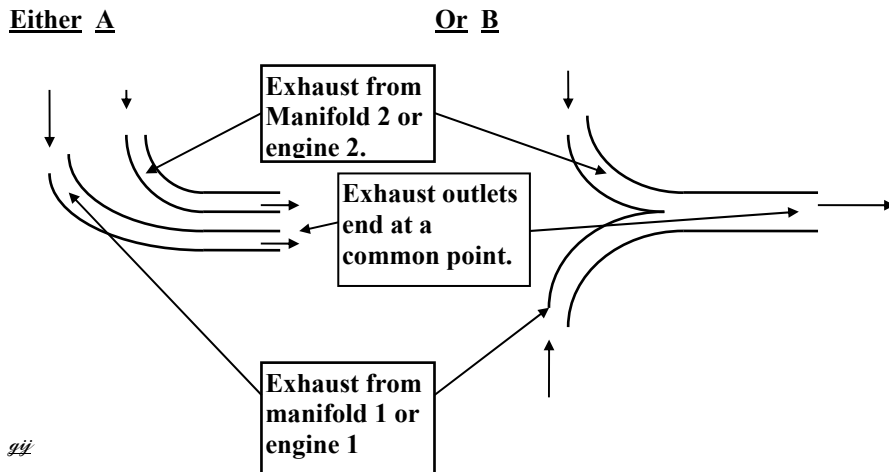 Either A
Or B
Exhaust from
Manifold 2 or
engine 2.
Exhaust outlets
end at a
common point.
Exhaust from
manifold 1 or
engine 1
gij